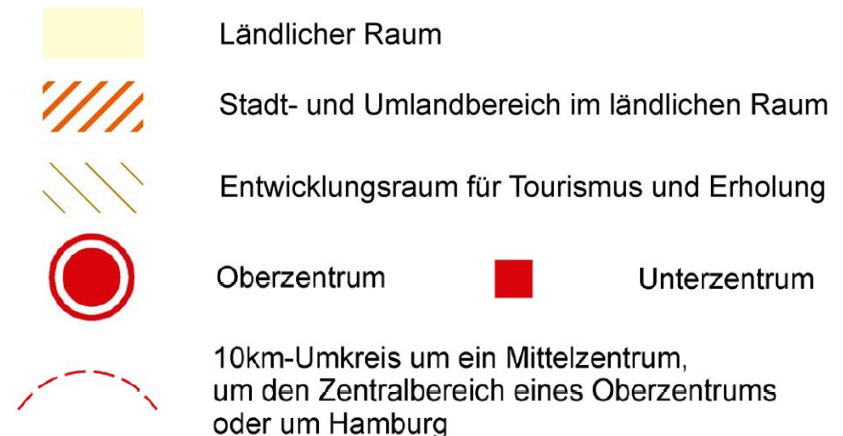 Ländlicher Raum
Stadt- und Umlandbereich im ländlichen Raum
Entwicklungsraum für Tourismus und Erholung
Oberzentrum
Unterzentrum
10km-Umkreis um ein Mittelzentrum,
um den Zentralbereich eines Oberzentrums
oder um Hamburg